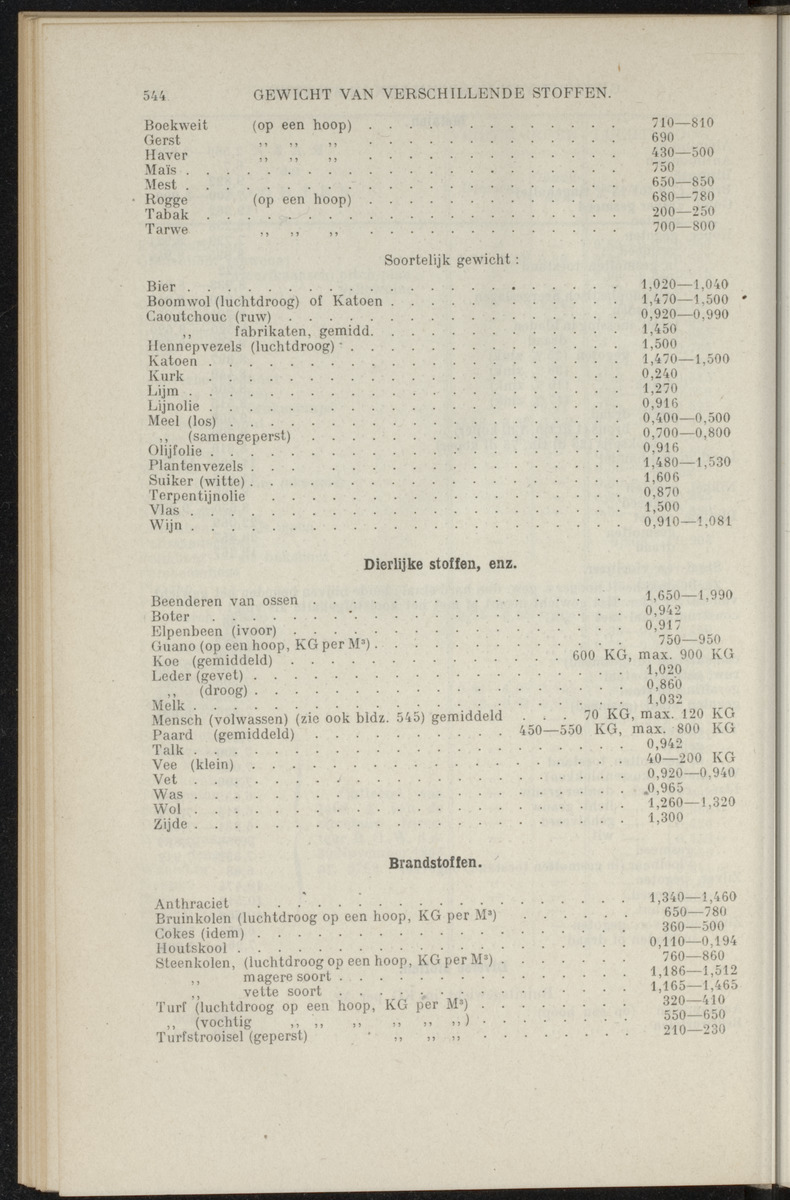 544 GEWICHT VAN VERSCHILLENDE STOFFEN.
Boekweit (op een hoop) . . . . . . . . . . . . . 710—810
Gerst ,, ,, ,, . . . . . . . . . . . . . 690
Haver ,, ,, ,, . . . . . . . . . . . . . 430—500
Maïs . . . . . . . . . . . . . . . . . . . . . . 750
Mest . . . . . . . . . . . . . . . . . . . . . . 650—850
Rogge (op een hoop) . . . . . . . . . . . . . 680—780
Tabak . . . . . . . . . . . . . . . . . . . . . 200—250
Tarwe ,, ,, ,, . . . . . . . . . . . . . 700—800
Soortelijk gewicht :
Bier . . . . . . . . . . . . . . . . . . . . . . 1,020—1,040
Boomwol (luchtdroog) of Katoen . . . . . . . . . . . . 1,470—1,500
Caoutchouc (ruw) . . . . . . . . . . . . . . . . . 0,920—0,990
,, fabrikaten, gemidd. . . . . . . . . . . . . 1,450
Hennepvezels (luchtdroog) . . . . . . . . . . . . . . 1,500
Katoen . . . . . . . . . . . . . . . . . . . . . 1,470—1,500
Kurk . . . . . . . . . . . . . . . . . . . . . 0,240
Lijm . . . . . . . . . . . . . . . . . . . . . . 1,270
Lijnolie . . . . . . . . . . . . . . . . . . . . . 0,916
Meel (los) . . . . . . . . . . . . . . . . . . . . 0,400—0,500
,, (samengeperst) . . . . . . . . . . . . . . . . 0,700—0,800
Olijfolie . . . . . . . . . . . . . . . . . . . . . 0,916
Plantenvezels . . . . . . . . . . . . . . . . . . . 1,480—1,530
Suiker (witte) . . . . . . . . . . . . . . . . . . . 1,606
Terpentijnolie . . . . . . . . . . . . . . . . . . 0,870
Vlas . . . . . . . . . . . . . . . . . . . . . . 1,500
Wijn . . . . . . . . . . . . . . . . . . . . . . 0,910—1,081
Dierlijke stoffen, enz.
Beenderen van ossen . . . . . . . . . . . . . . . . 1,650—1,990
Boter . . . . . . . . . . . . . . . . . . . . . 0,942
Elpenbeen (ivoor) . . . . . . . . . . . . . . . . . 0,917
Guano (op een hoop, KG per M³) . . . . . . . . . . . . . 750—950
Koe (gemiddeld) . . . . . . . . . . . . . . 600 KG, max. 900 KG
Leder (gevet) . . . . . . . . . . . . . . . . . . . 1,020
,, (droog) . . . . . . . . . . . . . . . . . . . 0,860
Melk . . . . . . . . . . . . . . . . . . . . . . 1,032
Mensch (volwassen) (zie ook bldz. 545) gemiddeld . . . 70 KG, max. 120 KG
Paard (gemiddeld) . . . . . . . . . . 450—550 KG, max. 800 KG
Talk . . . . . . . . . . . . . . . . . . . . . . 0,942
Vee (klein) . . . . . . . . . . . . . . . . . . . 40—200 KG
Vet . . . . . . . . . . . . . . . . . . . . . . 0,920—0,940
Was . . . . . . . . . . . . . . . . . . . . . . 0,965
Wol . . . . . . . . . . . . . . . . . . . . . . 1,260—1,320
Zijde . . . . . . . . . . . . . . . . . . . . . . 1,300
Brandstoffen.
Anthraciet . . . . . . . . . . . . . . . . . . . 1,340—1,460
Bruinkolen (luchtdroog op een hoop, KG per M³) . . . . . . 650—780
Cokes (idem) . . . . . . . . . . . . . . . . . . . 360—500
Houtskool . . . . . . . . . . . . . . . . . . . . 0,110—0,194
Steenkolen, (luchtdroog op een hoop, KG per M³) . . . . . . . 760—860
,, magere soort . . . . . . . . . . . . . . . 1,186—1,512
,, vette soort . . . . . . . . . . . . . . . 1,165—1,465
Turf (luchtdroog op een hoop, KG per M³) . . . . . . . . 320—410
,, (vochtig ,, ,, ,, ,, ,, ,, ) . . . . . . . . 550—650
Turfstrooisel (geperst) ,, ,, ,, . . . . . . . . 210—230